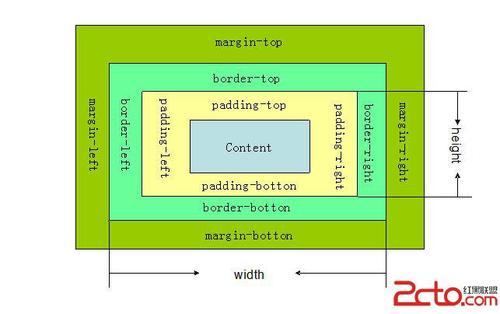 margin-top
border-top
padding-top
margin-left
border-left
padding-left
Content
padding-right
border-right
margin-right
height
padding-botton
border-botton
margin-botton
width
2cto
红黑联盟
.com